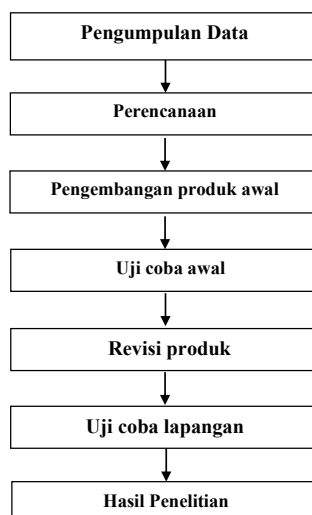 Pengumpulan Data
Perencanaan
Pengembangan produk awal
Uji coba awal
Revisi produk
Uji coba lapangan
Hasil Penelitian